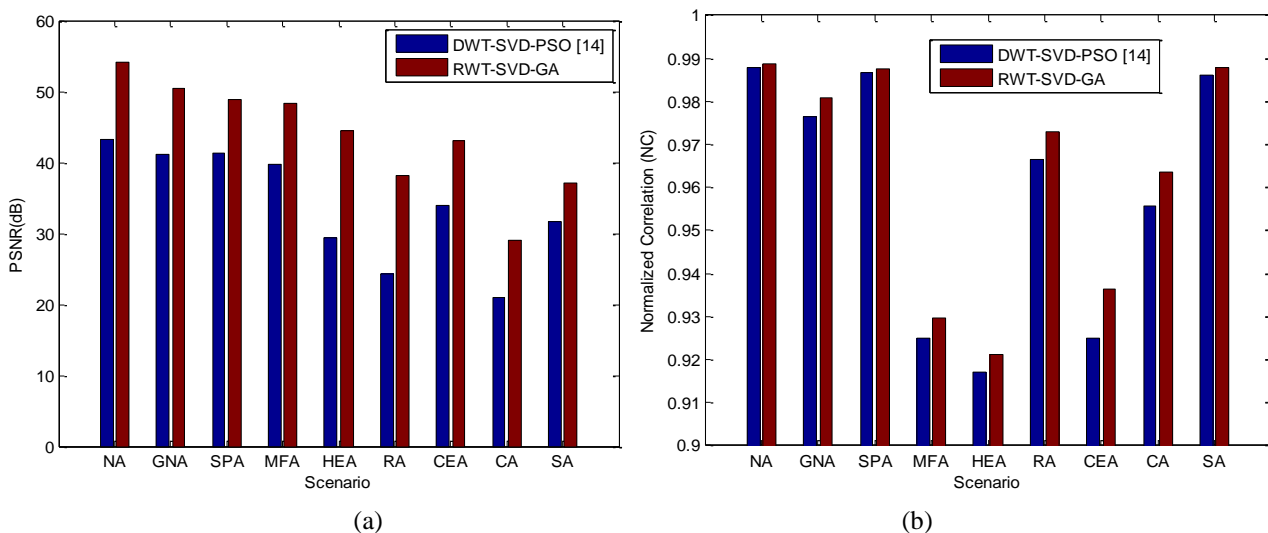 60
50
40
30
20
10
0
PSNR(dB)
DWT-SVD-PSO [14]
RWT-SVD-GA
NA GNA SPA MFA HEA RA CEA CA SA
Scenario
(a)
1
0.99
0.98
0.97
0.96
0.95
0.94
0.93
0.92
0.91
0.9
Normalized Correlation (NC)
DWT-SVD-PSO [14]
RWT-SVD-GA
NA GNA SPA MFA HEA RA CEA CA SA
Scenario
(b)